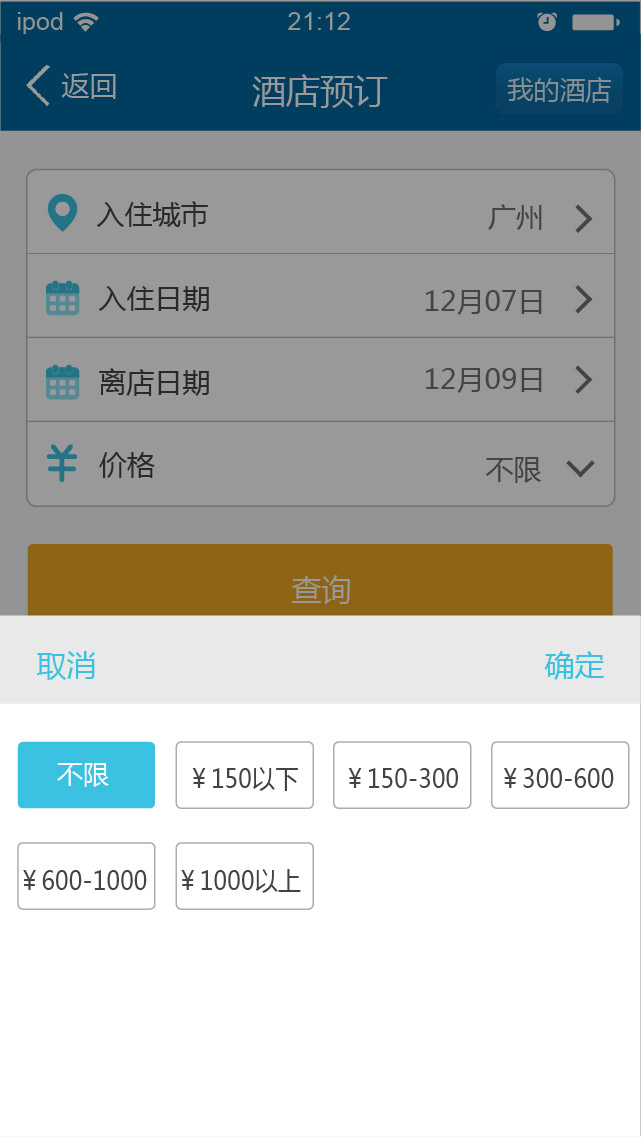 ipod 21:12
返回 酒店预订 我的酒店
入住城市 广州
入住日期 12月07日
离店日期 12月09日
¥ 价格 不限
查询
取消 确定
不限 ¥150以下 ¥150-300 ¥300-600
¥600-1000 ¥1000以上